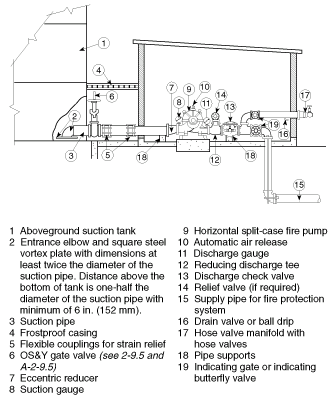 1
4
2
6
3
5
7
8
9
10
11
14
13
18
12
18
19
16
17
15
1 Aboveground suction tank
2 Entrance elbow and square steel
vortex plate with dimensions at
least twice the diameter of the
suction pipe. Distance above the
bottom of tank is one-half the
diameter of the suction pipe with
minimum of 6 in. (152 mm).
3 Suction pipe
4 Frostproof casing
5 Flexible couplings for strain relief
6 OS&Y gate valve (see 2-9.5 and
A-2-9.5)
7 Eccentric reducer
8 Suction gauge
9 Horizontal split-case fire pump
10 Automatic air release
11 Discharge gauge
12 Reducing discharge tee
13 Discharge check valve
14 Relief valve (if required)
15 Supply pipe for fire protection
system
16 Drain valve or ball drip
17 Hose valve manifold with
hose valves
18 Pipe supports
19 Indicating gate or indicating
butterfly valve